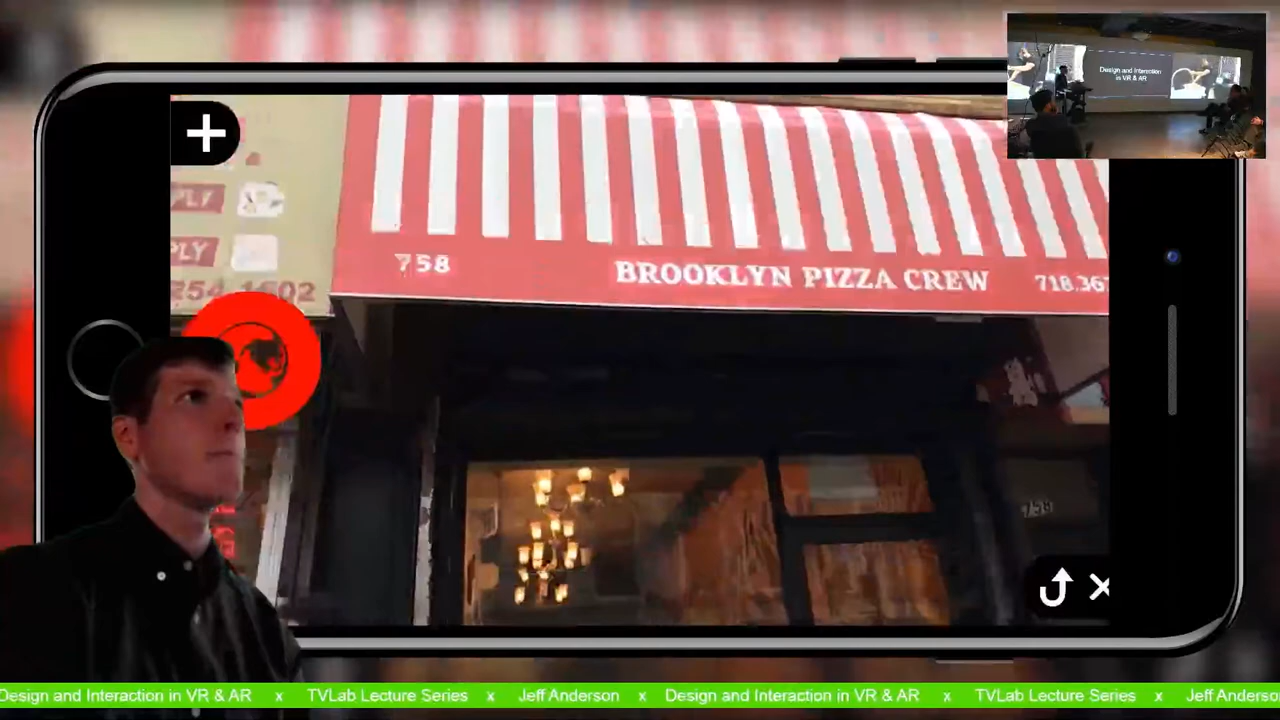 Design and Interaction
in VR & AR
PLY
PLY
254 1602
758
BROOKLYN PIZZA CREW
718.367
758
Design and Interaction in VR & AR x TVLab Lecture Series x Jeff Anderson x Design and Interaction in VR & AR x TVLab Lecture Series x Jeff Anderso